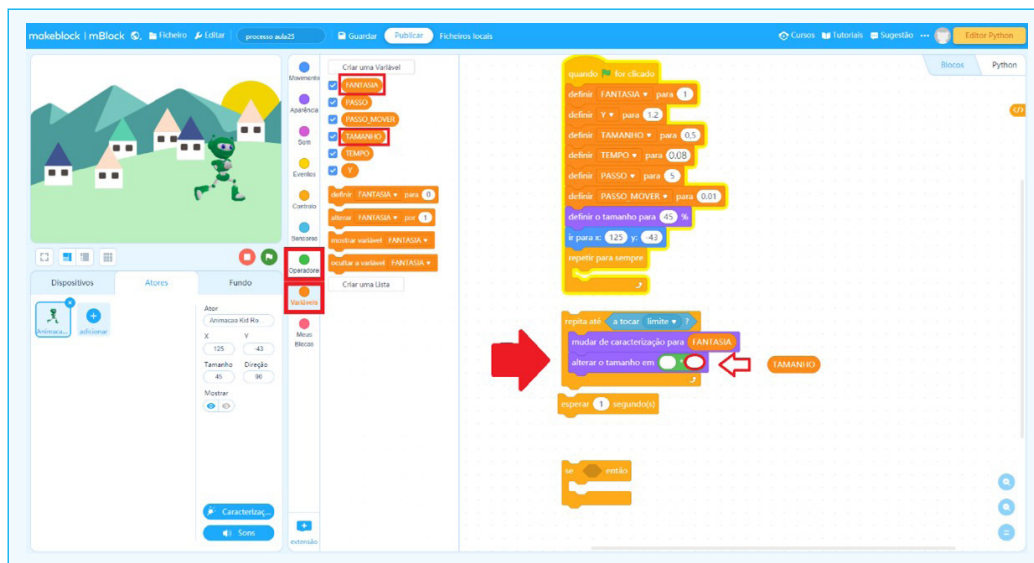 makeblock | mBlock Ficheiro Editar processo aula25 Guardar Publicar Ficheiros locais Cursos Tutoriais Sugestão ••• Editor Python
Blocos Python
Movimento
Aparência
Som
Eventos
Controlo
Sensores
Operadore
Variáveis
Meus
Blocos
extensão
Criar uma Variável
FANTASIA
PASSO
PASSO_MOVER
TAMANHO
TEMPO
Y
definir FANTASIA para 0
alterar FANTASIA por 1
mostrar variável FANTASIA
ocultar a variável FANTASIA
Criar uma Lista
quando for clicado
definir FANTASIA para 1
definir Y para 1.2
definir TAMANHO para 0,5
definir TEMPO para 0.08
definir PASSO para 5
definir PASSO_MOVER para 0.01
definir o tamanho para 45 %
ir para x: 125 y: -43
repetir para sempre
repita até a tocar limite ?
mudar de caracterização para FANTASIA
alterar o tamanho em *
TAMANHO
esperar 1 segundo(s)
se então
Dispositivos Atores Fundo
Animaca...
adicionar
Ator
Animacao Kid Ro...
X Y
125 -43
Tamanho Direção
45 90
Mostrar
Caracterizaç...
Sons